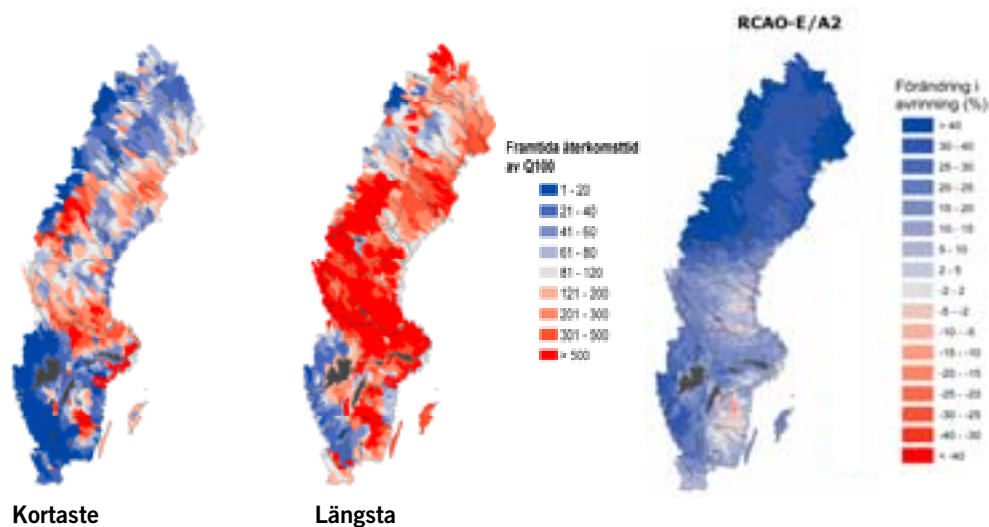 RCAO-E/A2
Förändring i
avrinning (%)
> 40
30 - 40
25 - 30
20 - 25
15 - 20
10 - 15
5 - 10
2 - 5
-2 - 2
-5 - -2
-10 - -5
-15 - -10
-20 - -15
-25 - -20
-30 - -25
-40 - -30
< -40
Framtida återkomsttid
av Q100
1 - 20
21 - 40
41 - 60
61 - 80
81 - 120
121 - 200
201 - 300
301 - 500
> 500
Kortaste
Längsta